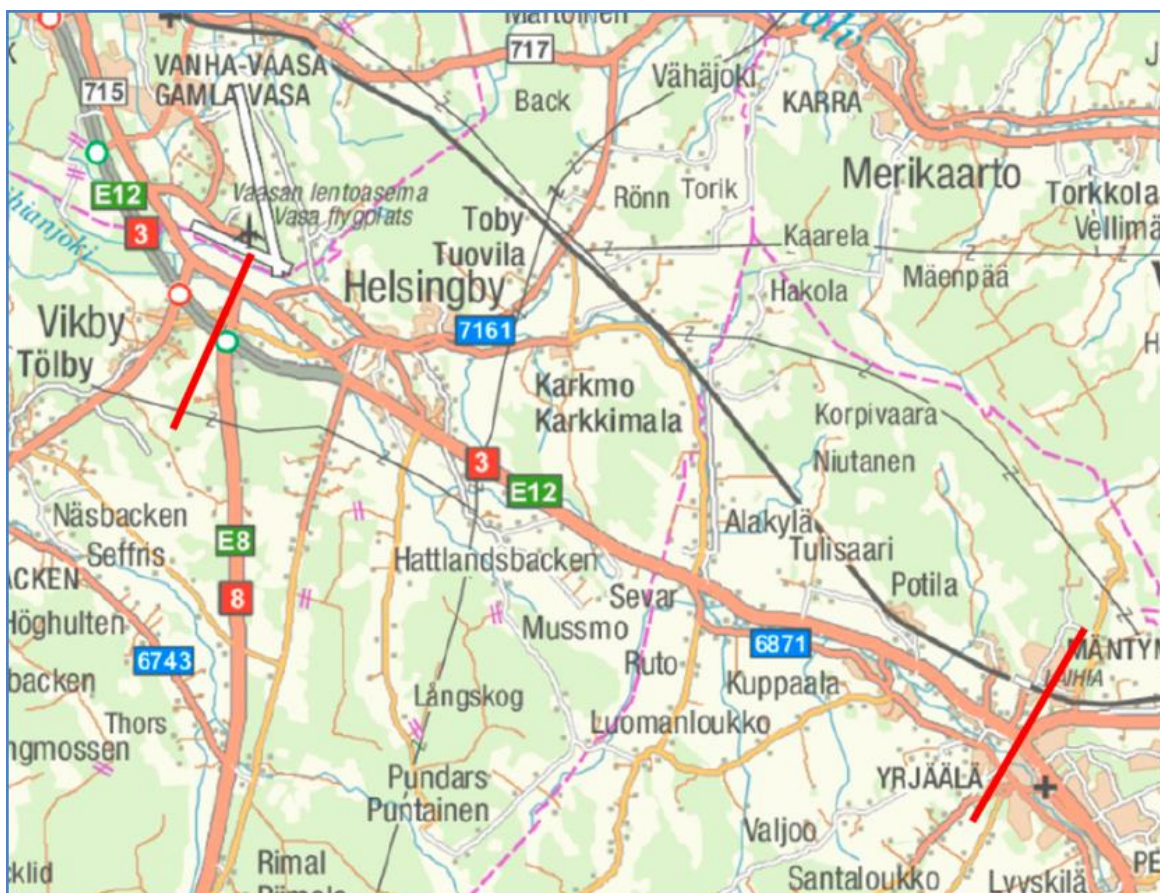 Martoinen
717
VANHA-VAASA
GAMLA VASA
Vähäjoki
715
Back
KARRA
Merikaarto
E12
Vaasan lentoasema
Vasa flygplats
Rönn
Torik
Torkkola
3
Toby
Tuovila
Kaarela
Mäenpää
Helsingby
Hakola
Vikby
7161
Tölby
Karkmo
Karkkimala
Korpivaara
3
Niutanen
E12
Näsbacken
Seffris
Alakylä
E8
Hattlandsbacken
Tulisaari
Potila
8
Sevar
Höghulten
Mussmo
6871
6743
Ruto
Kuppaala
LAIHIA
Långskog
Thors
Luomanloukko
Pundars
Puntainen
YRJÄÄLÄ
Valjoo
Rimal
Santaloukko
Lyyskilä